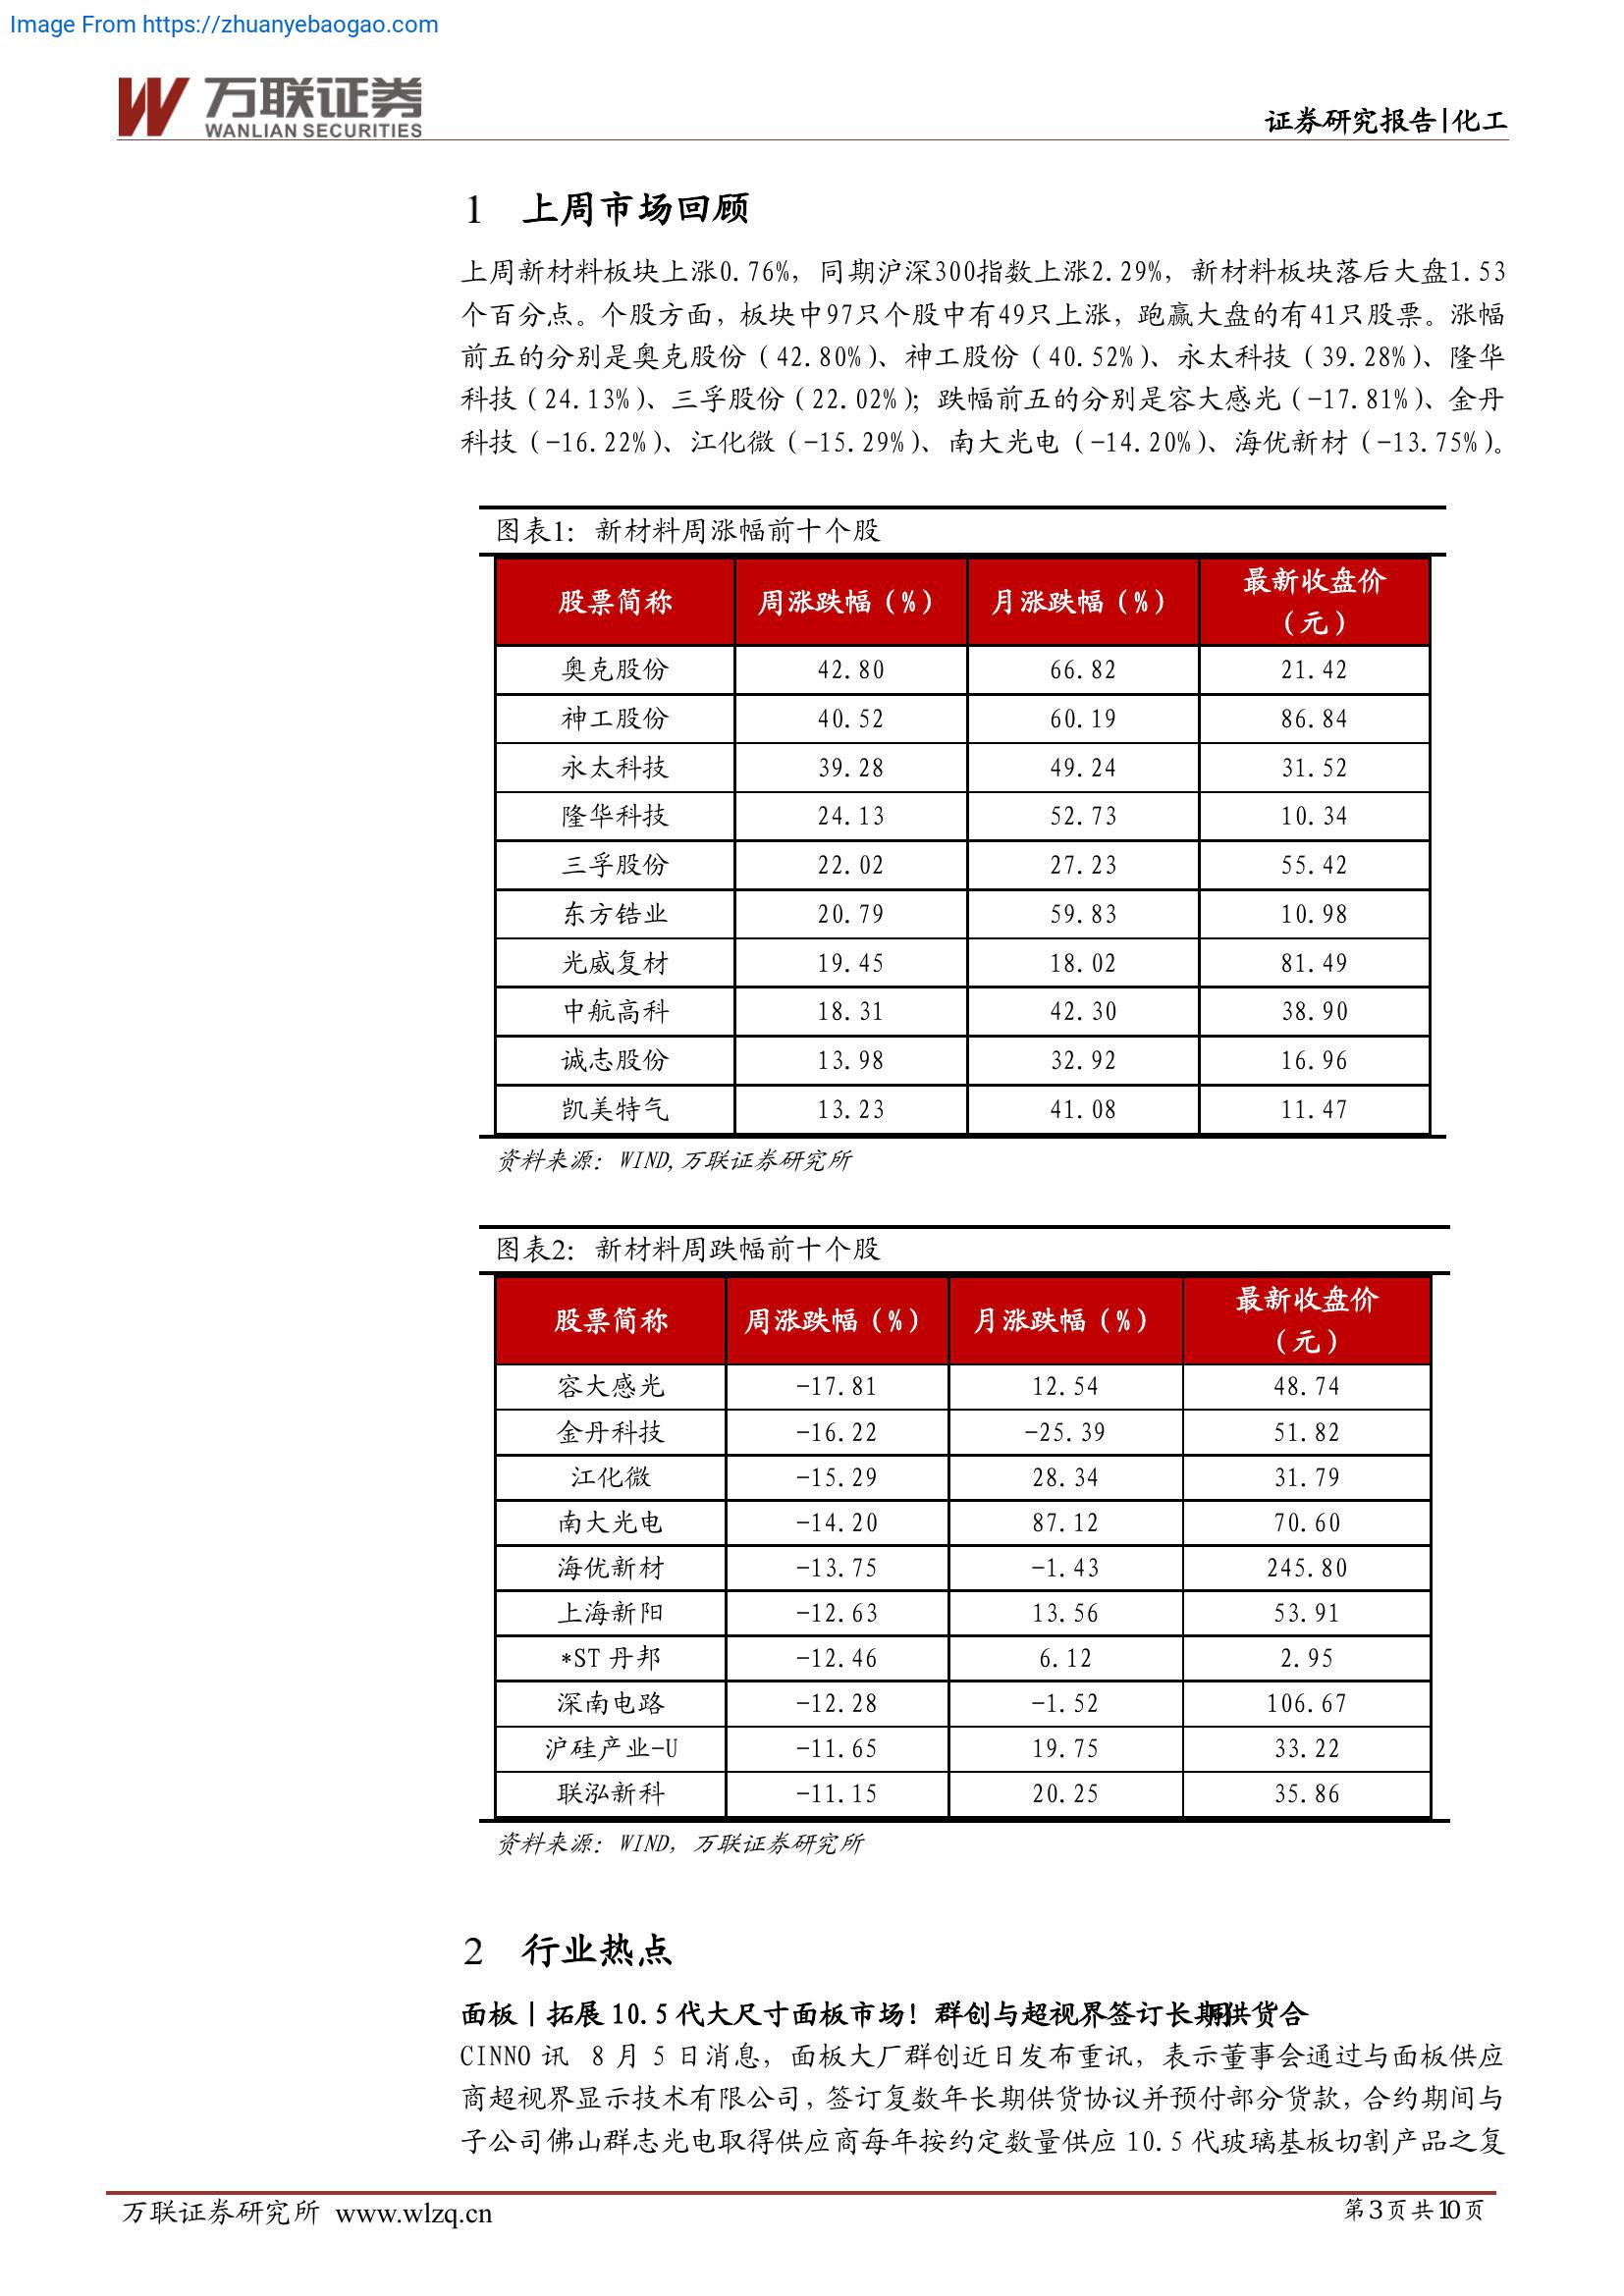 Image From https://zhuanyebaogao.com
万联证券
WANLIAN SECURITIES
证券研究报告|化工
1 上周市场回顾
上周新材料板块上涨0.76%，同期沪深300指数上涨2.29%，新材料板块落后大盘1.53
个百分点。个股方面，板块中97只个股中有49只上涨，跑赢大盘的有41只股票。涨幅
前五的分别是奥克股份（42.80%）、神工股份（40.52%）、永太科技（39.28%）、隆华
科技（24.13%）、三孚股份（22.02%）；跌幅前五的分别是容大感光（-17.81%）、金丹
科技（-16.22%）、江化微（-15.29%）、南大光电（-14.20%）、海优新材（-13.75%）。
图表1：新材料周涨幅前十个股
股票简称 周涨跌幅（%） 月涨跌幅（%） 最新收盘价
（元）
奥克股份 42.80 66.82 21.42
神工股份 40.52 60.19 86.84
永太科技 39.28 49.24 31.52
隆华科技 24.13 52.73 10.34
三孚股份 22.02 27.23 55.42
东方锆业 20.79 59.83 10.98
光威复材 19.45 18.02 81.49
中航高科 18.31 42.30 38.90
诚志股份 13.98 32.92 16.96
凯美特气 13.23 41.08 11.47
资料来源：WIND,万联证券研究所
图表2：新材料周跌幅前十个股
股票简称 周涨跌幅（%） 月涨跌幅（%） 最新收盘价
（元）
容大感光 -17.81 12.54 48.74
金丹科技 -16.22 -25.39 51.82
江化微 -15.29 28.34 31.79
南大光电 -14.20 87.12 70.60
海优新材 -13.75 -1.43 245.80
上海新阳 -12.63 13.56 53.91
*ST 丹邦 -12.46 6.12 2.95
深南电路 -12.28 -1.52 106.67
沪硅产业-U -11.65 19.75 33.22
联泓新科 -11.15 20.25 35.86
资料来源：WIND，万联证券研究所
2 行业热点
面板｜拓展 10.5 代大尺寸面板市场！群创与超视界签订长期供货合同
CINNO 讯 8 月 5 日消息，面板大厂群创近日发布重讯，表示董事会通过与面板供应
商超视界显示技术有限公司，签订复数年长期供货协议并预付部分货款，合约期间与
子公司佛山群志光电取得供应商每年按约定数量供应 10.5 代玻璃基板切割产品之复
万联证券研究所 www.wlzq.cn
第3页共10页